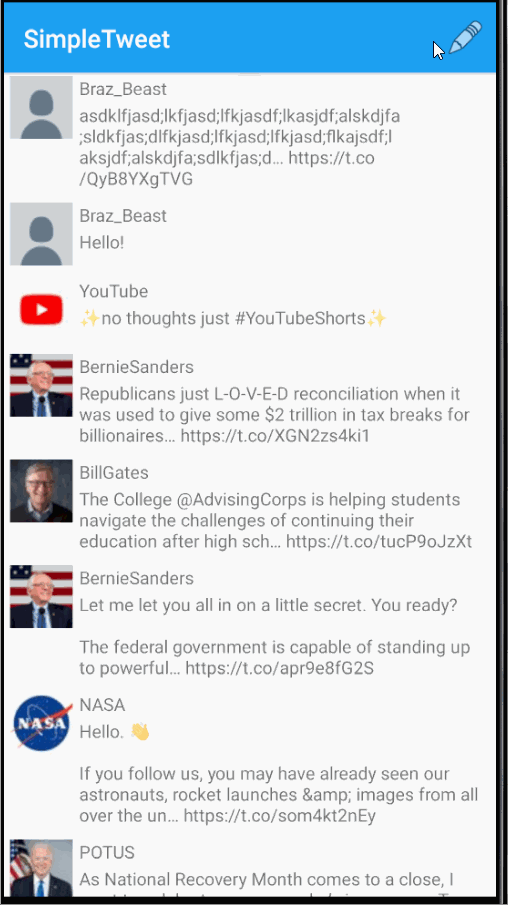 SimpleTweet
Braz_Beast
asdklfjasd;lkfjasd;lfkjasdf;lkasjdf;alskdjfa
;sldkfjas;dlfkjasd;lfkjasd;lfkjasd;flkajsdf;l
aksjdf;alskdjfa;sdlkfjas;d… https://t.co
/QyB8YXgTVG
Braz_Beast
Hello!
YouTube
✨no thoughts just #YouTubeShorts✨
BernieSanders
Republicans just L-O-V-E-D reconciliation when it
was used to give some $2 trillion in tax breaks for
billionaires… https://t.co/XGN2zs4ki1
BillGates
The College @AdvisingCorps is helping students
navigate the challenges of continuing their
education after high sch… https://t.co/tucP9oJzXt
BernieSanders
Let me let you all in on a little secret. You ready?
The federal government is capable of standing up
to powerful… https://t.co/apr9e8fG2S
NASA
NASA
Hello. 👋
If you follow us, you may have already seen our
astronauts, rocket launches &amp; images from all
over the un… https://t.co/som4kt2nEy
POTUS
As National Recovery Month comes to a close, I